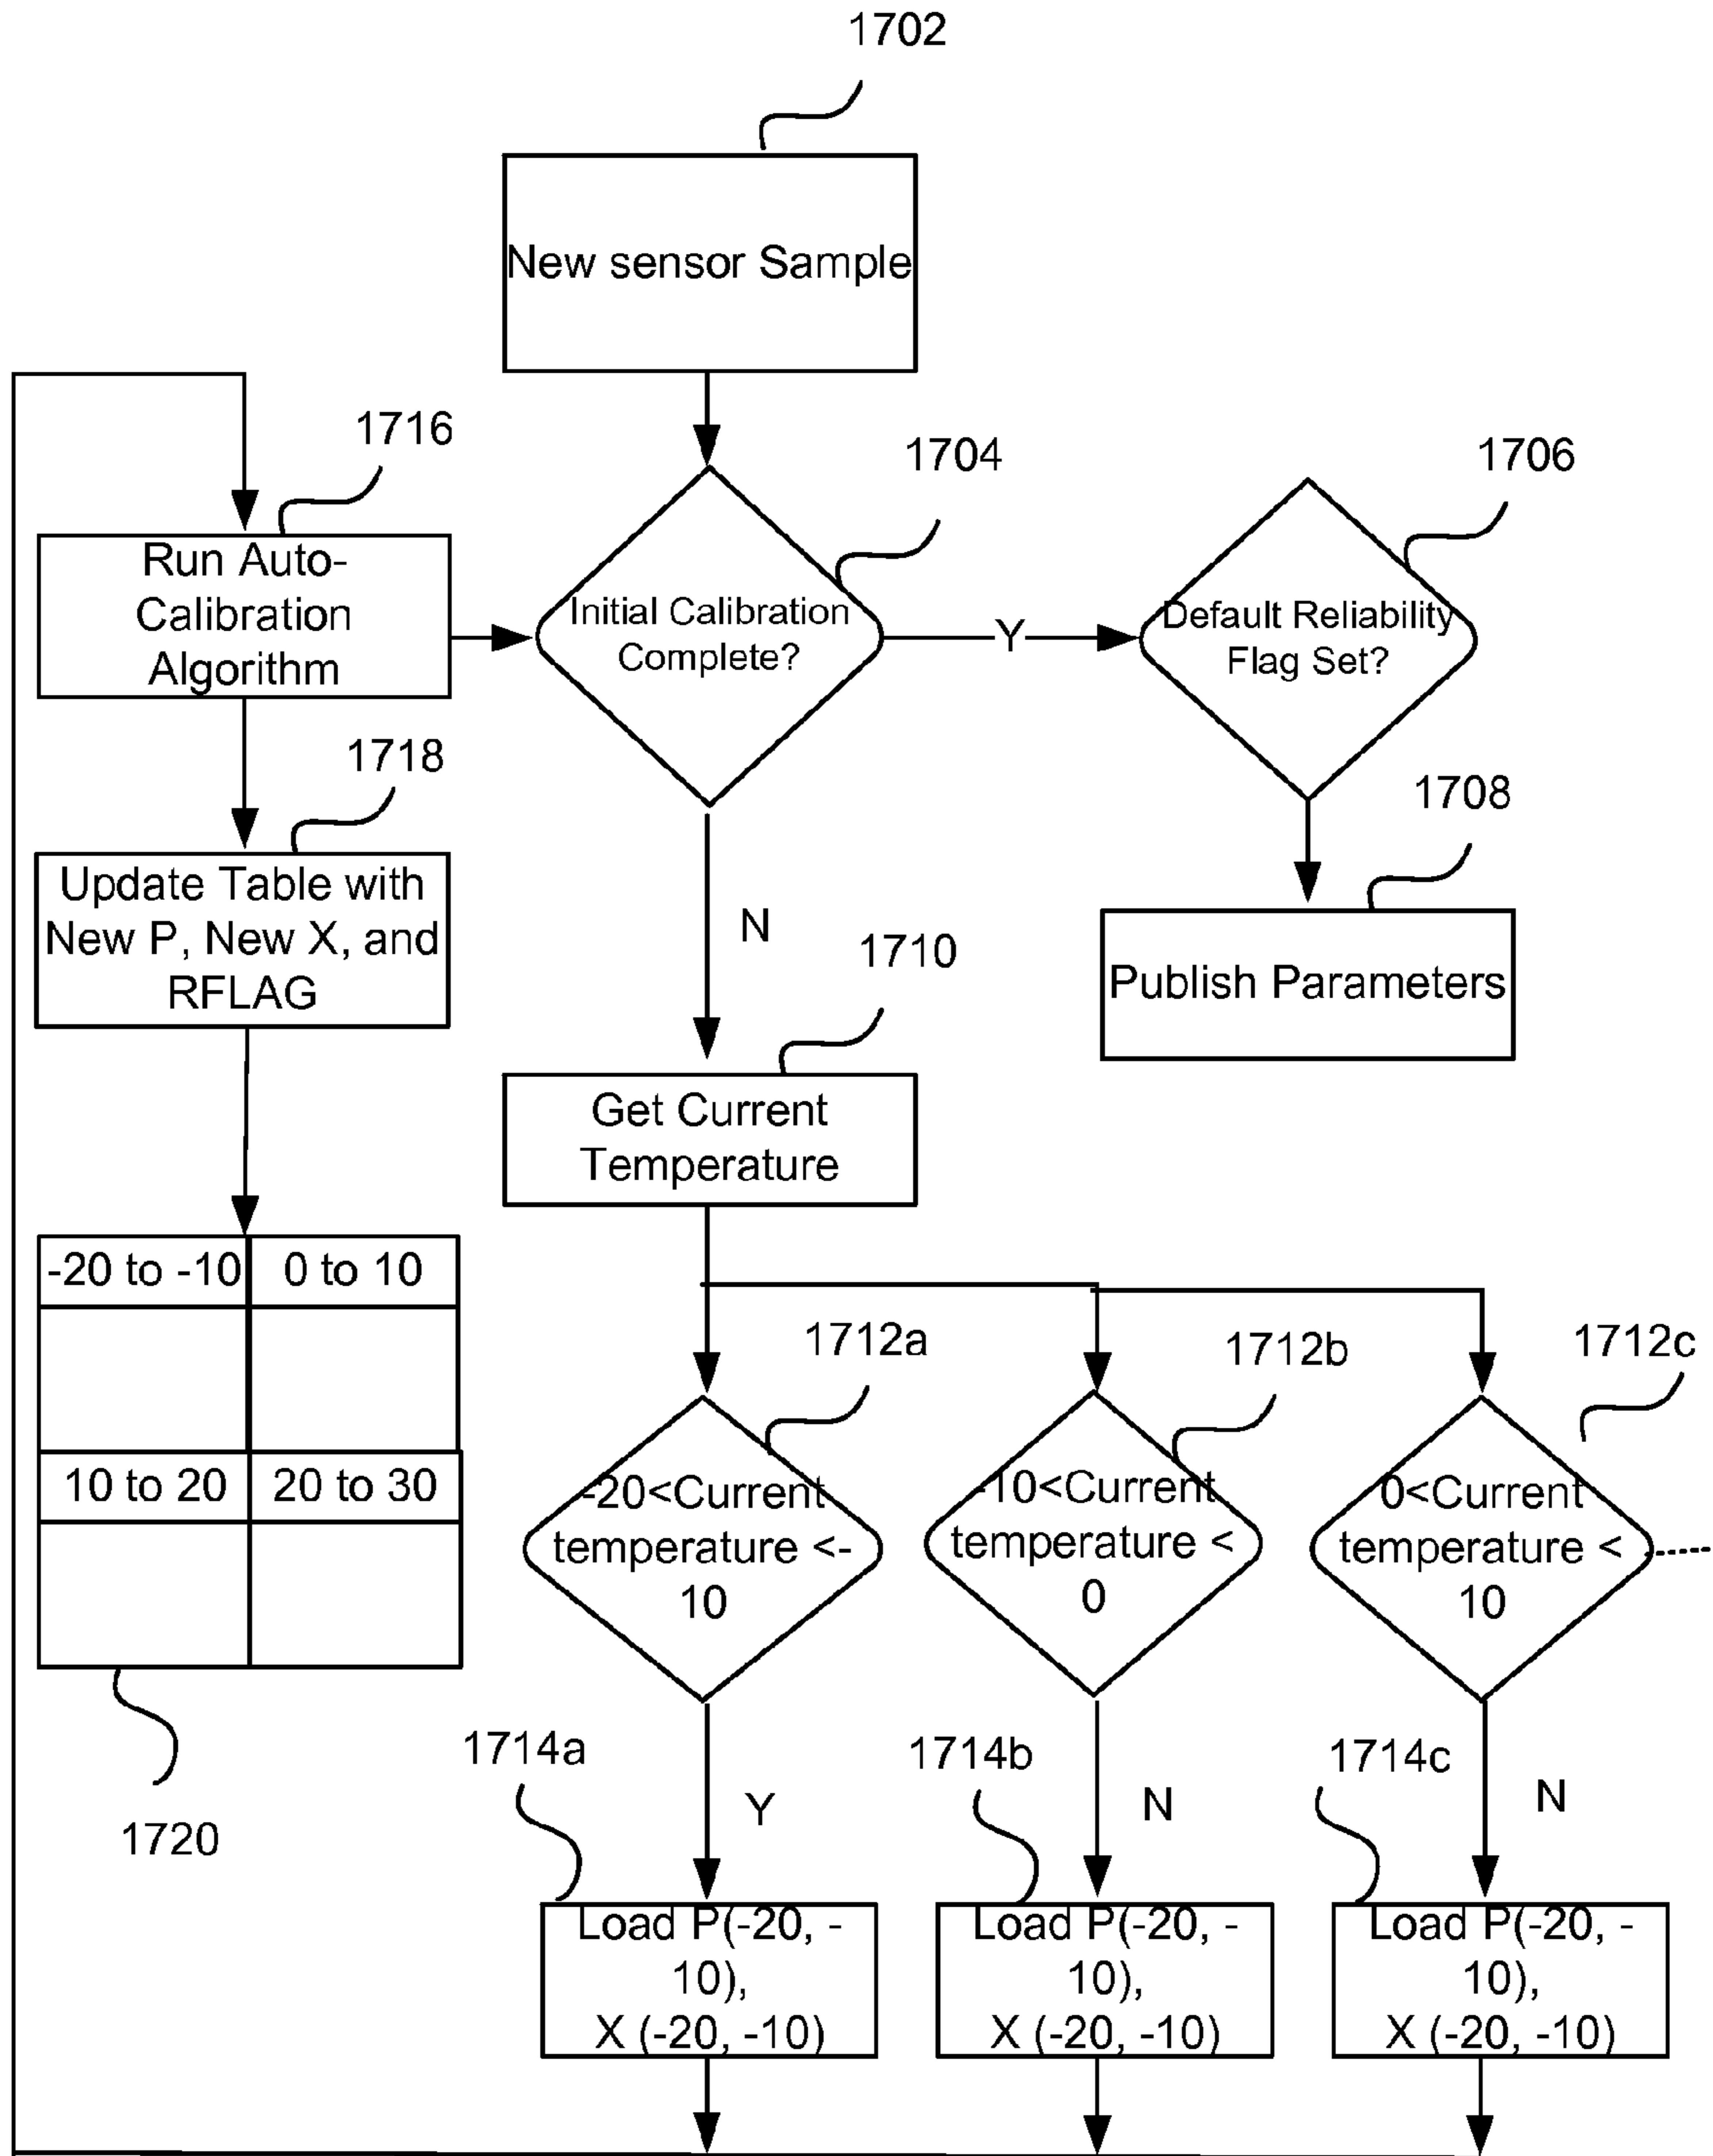 1702
New sensor Sample
1716
1704
1706
Run Auto-
Calibration
Algorithm
Initial Calibration
Complete?
Y
Default Reliability
Flag Set?
1718
1708
Update Table with
New P, New X, and
RFLAG
N
1710
Publish Parameters
Get Current
Temperature
-20 to -10
0 to 10
10 to 20
20 to 30
1720
1712a
1712b
1712c
-20<Current
temperature <-
10
-10<Current
temperature <
0
0<Current
temperature <
10
1714a
Y
1714b
N
1714c
N
Load P(-20, -
10),
X (-20, -10)
Load P(-20, -
10),
X (-20, -10)
Load P(-20, -
10),
X (-20, -10)